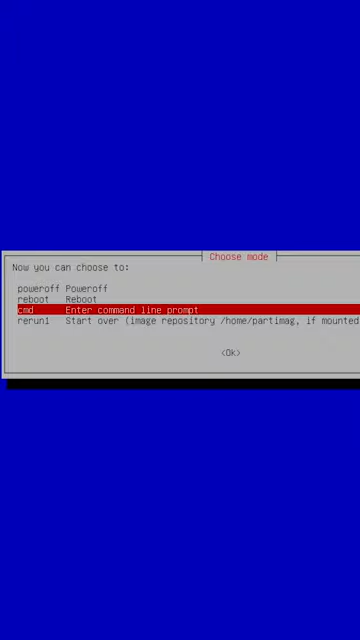 Choose mode
Now you can choose to:
poweroff Poweroff
reboot Reboot
cmd Enter command line prompt
rerun1 Start over (image repository /home/partimag, if mounted
<Ok>